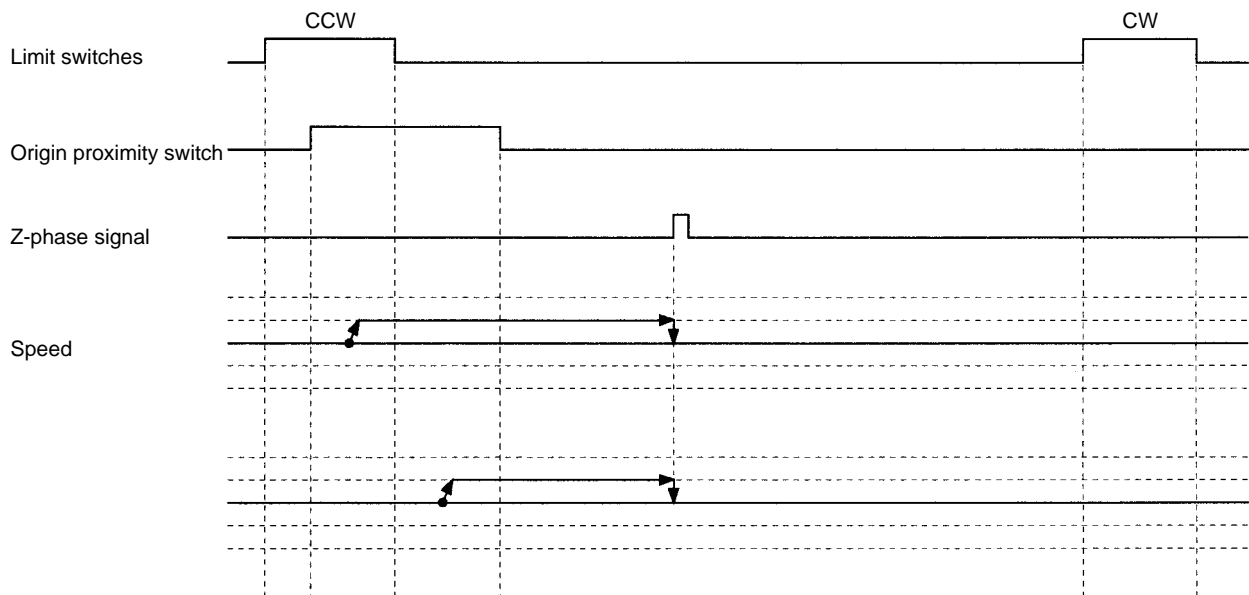 CCW
CW
Limit switches
Origin proximity switch
Z-phase signal
Speed